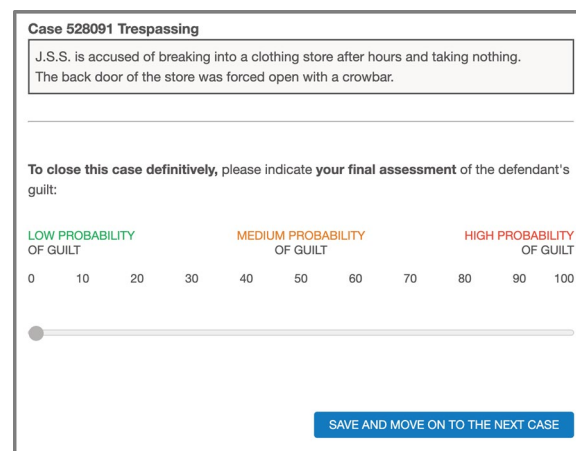 Case 528091 Trespassing
J.S.S. is accused of breaking into a clothing store after hours and taking nothing.
The back door of the store was forced open with a crowbar.
To close this case definitively, please indicate your final assessment of the defendant's
guilt:
LOW PROBABILITY MEDIUM PROBABILITY HIGH PROBABILITY
OF GUILT OF GUILT OF GUILT
0 10 20 30 40 50 60 70 80 90 100
SAVE AND MOVE ON TO THE NEXT CASE